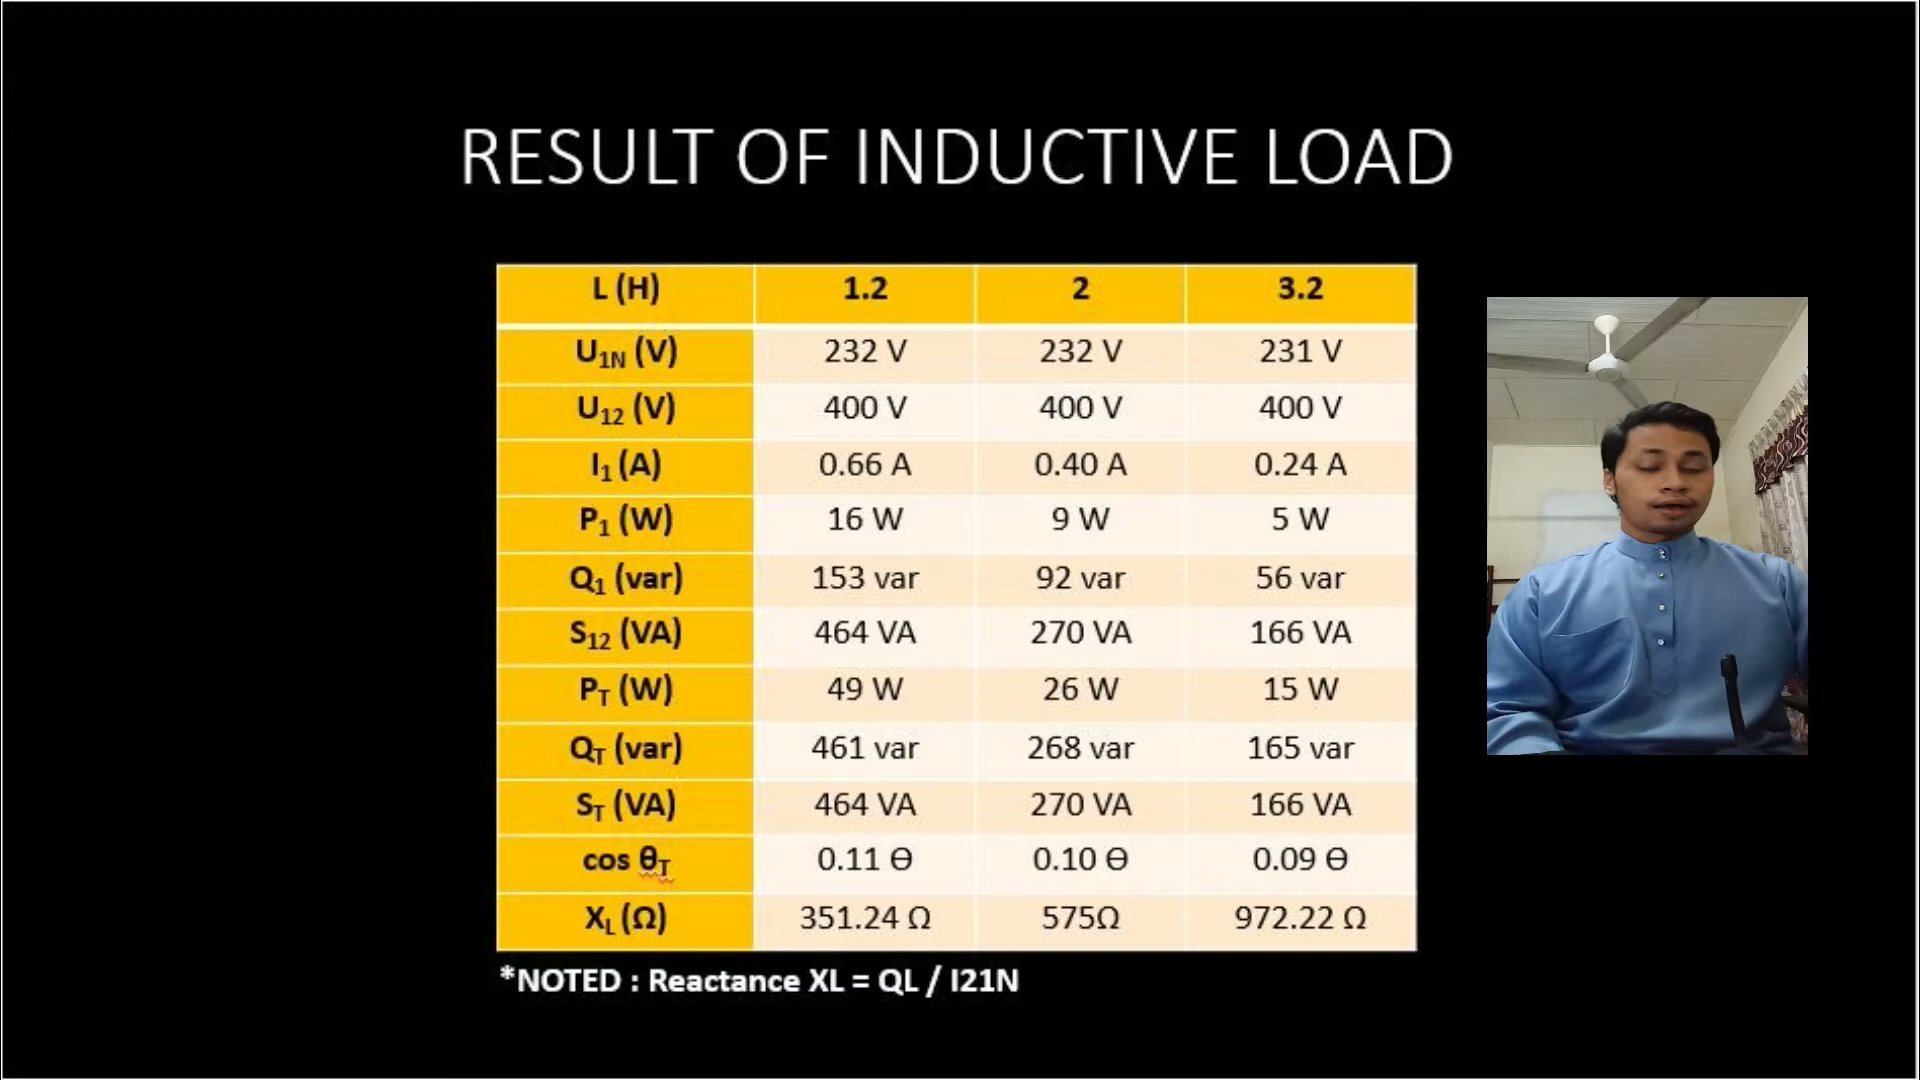 RESULT OF INDUCTIVE LOAD
L (H) 1.2 2 3.2
U1N (V) 232 V 232 V 231 V
U12 (V) 400 V 400 V 400 V
I1 (A) 0.66 A 0.40 A 0.24 A
P1 (W) 16 W 9 W 5 W
Q1 (var) 153 var 92 var 56 var
S12 (VA) 464 VA 270 VA 166 VA
PT (W) 49 W 26 W 15 W
QT (var) 461 var 268 var 165 var
ST (VA) 464 VA 270 VA 166 VA
cos θT 0.11 ϴ 0.10 ϴ 0.09 ϴ
XL (Ω) 351.24 Ω 575Ω 972.22 Ω
*NOTED : Reactance XL = QL / I21N